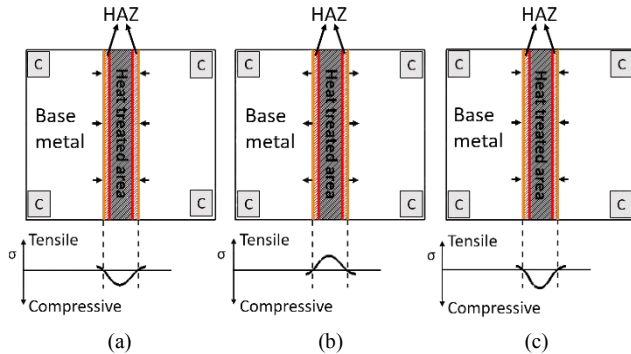 HAZ
HAZ
HAZ
C
C
C
C
C
C
Base
metal
Heat treated area
Base
metal
Heat treated area
Base
metal
Heat treated area
C
C
C
C
C
C
σ
Tensile
Compressive
σ
Tensile
Compressive
σ
Tensile
Compressive
(a)
(b)
(c)